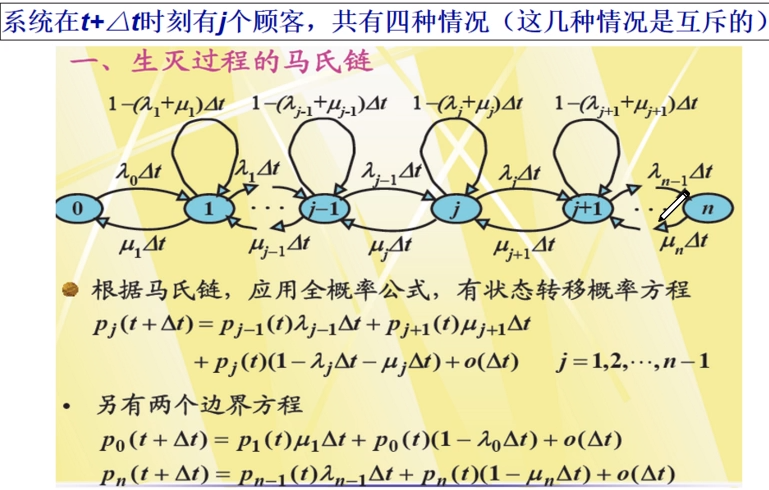 系统在t+△t时刻有j个顾客，共有四种情况（这几种情况是互斥的）
一、生灭过程的马氏链
1−(λ₁+μ₁)Δt 1−(λⱼ₋₁+μⱼ₋₁)Δt 1−(λⱼ+μⱼ)Δt 1−(λⱼ₊₁+μⱼ₊₁)Δt
λ₀Δt λ₁Δt λⱼ₋₁Δt λⱼΔt λₙ₋₁Δt
0 1 ··· j−1 j j+1 ·· n
μ₁Δt μⱼ₋₁Δt μⱼΔt μⱼ₊₁Δt μₙΔt
根据马氏链，应用全概率公式，有状态转移概率方程
pⱼ(t+Δt)=pⱼ₋₁(t)λⱼ₋₁Δt+pⱼ₊₁(t)μⱼ₊₁Δt
+pⱼ(t)(1−λⱼΔt−μⱼΔt)+o(Δt) j=1,2,···,n−1
• 另有两个边界方程
p₀(t+Δt)=p₁(t)μ₁Δt+p₀(t)(1−λ₀Δt)+o(Δt)
pₙ(t+Δt)=pₙ₋₁(t)λₙ₋₁Δt+pₙ(t)(1−μₙΔt)+o(Δt)